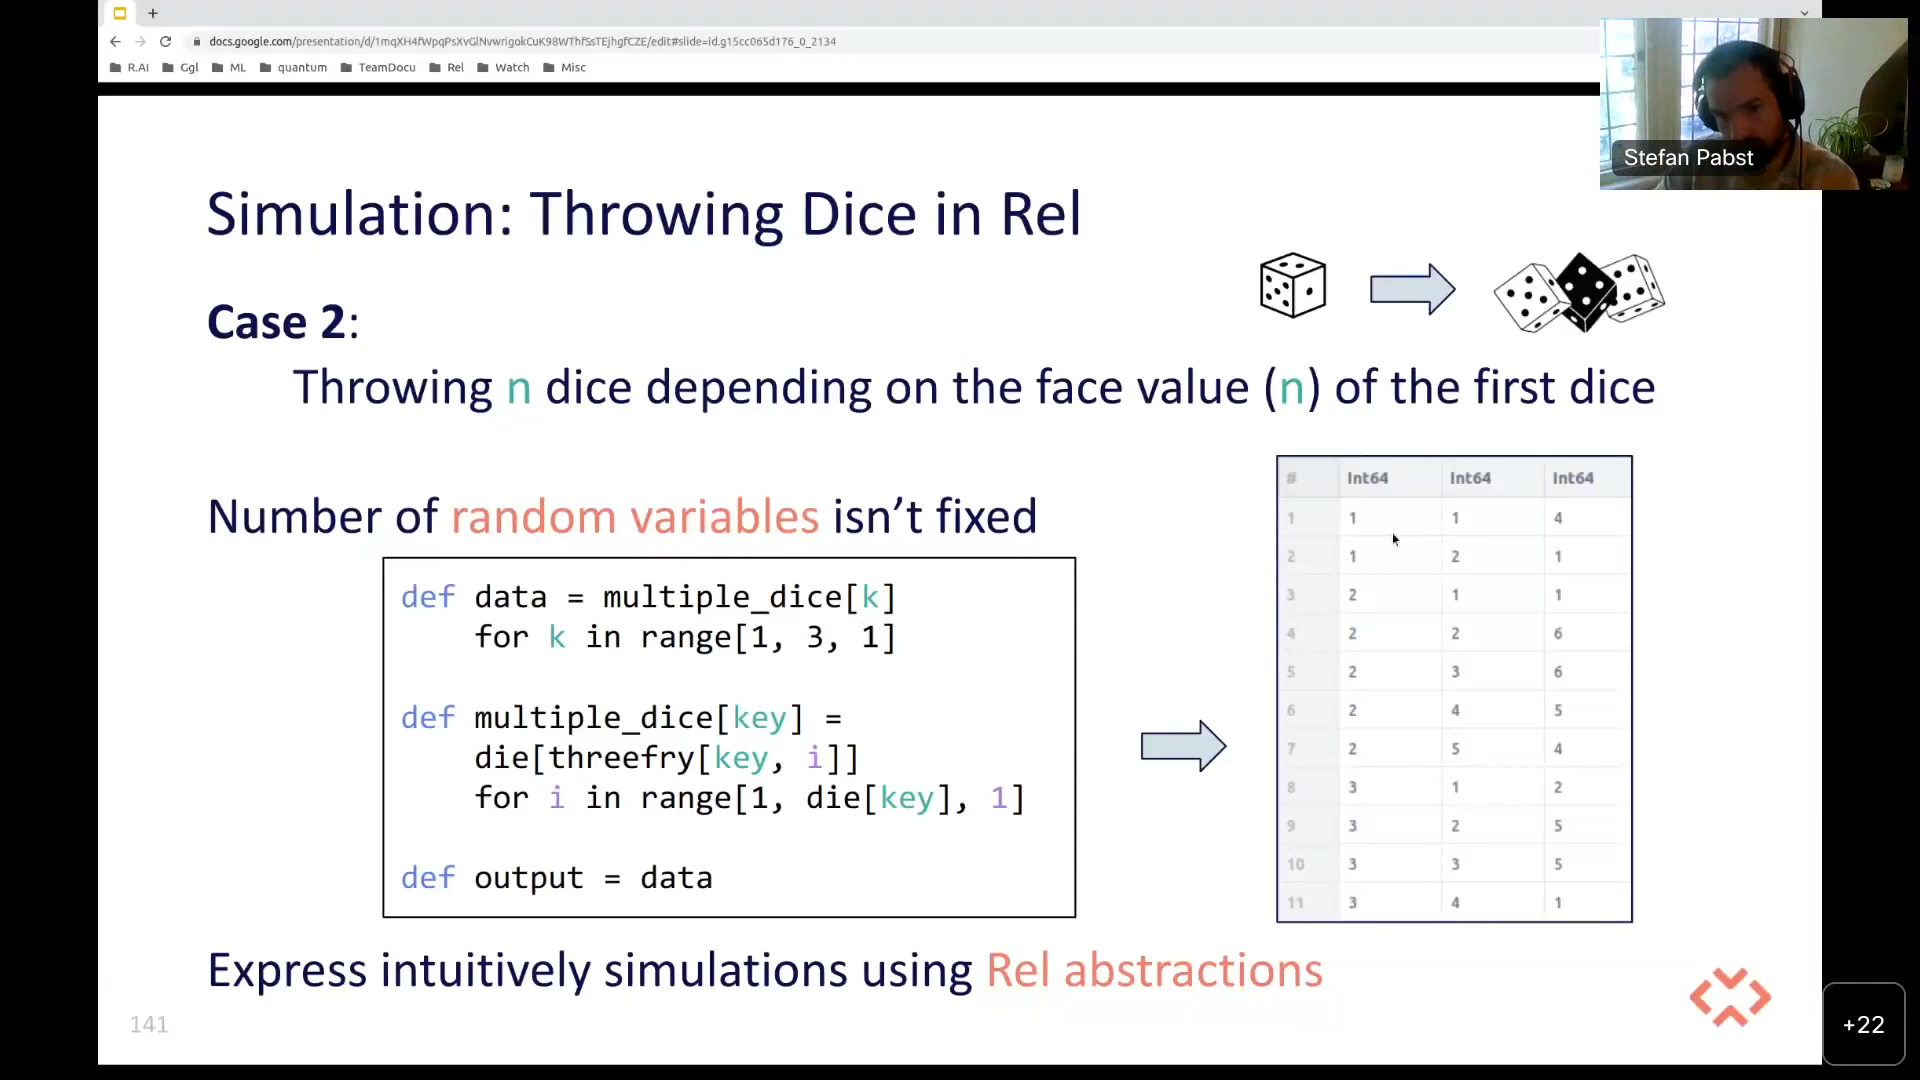 docs.google.com/presentation/d/1mqXH4fWpqPsXvGlNvwrigokCuK98WThfSsTEjhgfCZE/edit#slide=id.g15cc065d176_0_2134
R.AI Ggl ML quantum TeamDocu Rel Watch Misc
Stefan Pabst
Simulation: Throwing Dice in Rel
Case 2:
Throwing n dice depending on the face value (n) of the first dice
Number of random variables isn’t fixed
def data = multiple_dice[k]
for k in range[1, 3, 1]
def multiple_dice[key] =
die[threefry[key, i]]
for i in range[1, die[key], 1]
def output = data
# Int64 Int64 Int64
1 1 1 4
2 1 2 1
3 2 1 1
4 2 2 6
5 2 3 6
6 2 4 5
7 2 5 4
8 3 1 2
9 3 2 5
10 3 3 5
11 3 4 1
Express intuitively simulations using Rel abstractions
141
+22